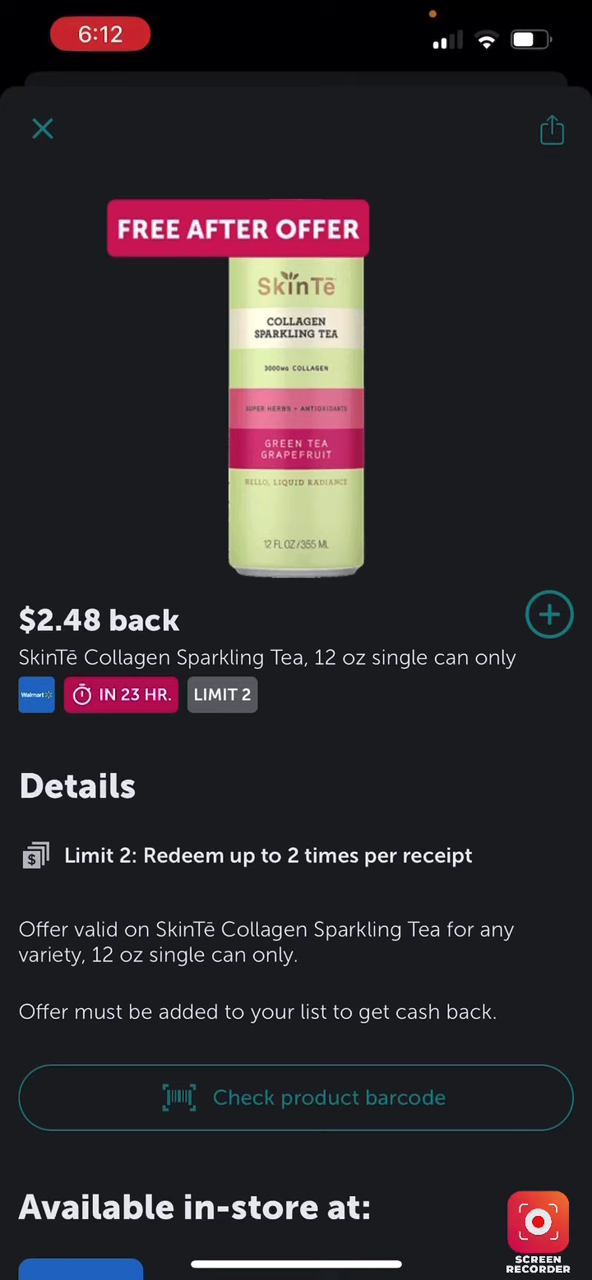 6:12
FREE AFTER OFFER
SkinTē
COLLAGEN
SPARKLING TEA
3000MG COLLAGEN
SUPER HERBS + ANTIOXIDANTS
GREEN TEA
GRAPEFRUIT
HELLO, LIQUID RADIANCE
12 FL OZ/355 ML
$2.48 back
SkinTē Collagen Sparkling Tea, 12 oz single can only
Walmart IN 23 HR. LIMIT 2
Details
$ Limit 2: Redeem up to 2 times per receipt
Offer valid on SkinTē Collagen Sparkling Tea for any
variety, 12 oz single can only.
Offer must be added to your list to get cash back.
Check product barcode
Available in-store at:
SCREEN
RECORDER